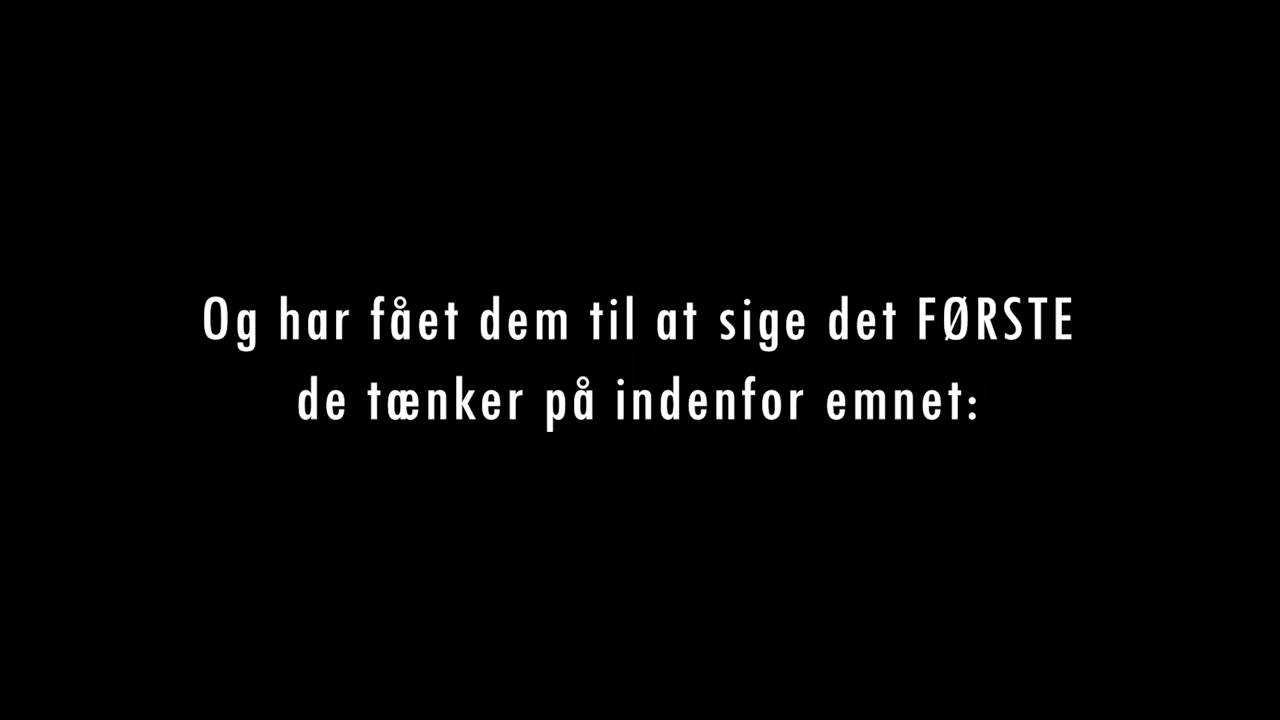 Og har fået dem til at sige det FØRSTE
de tænker på indenfor emnet: